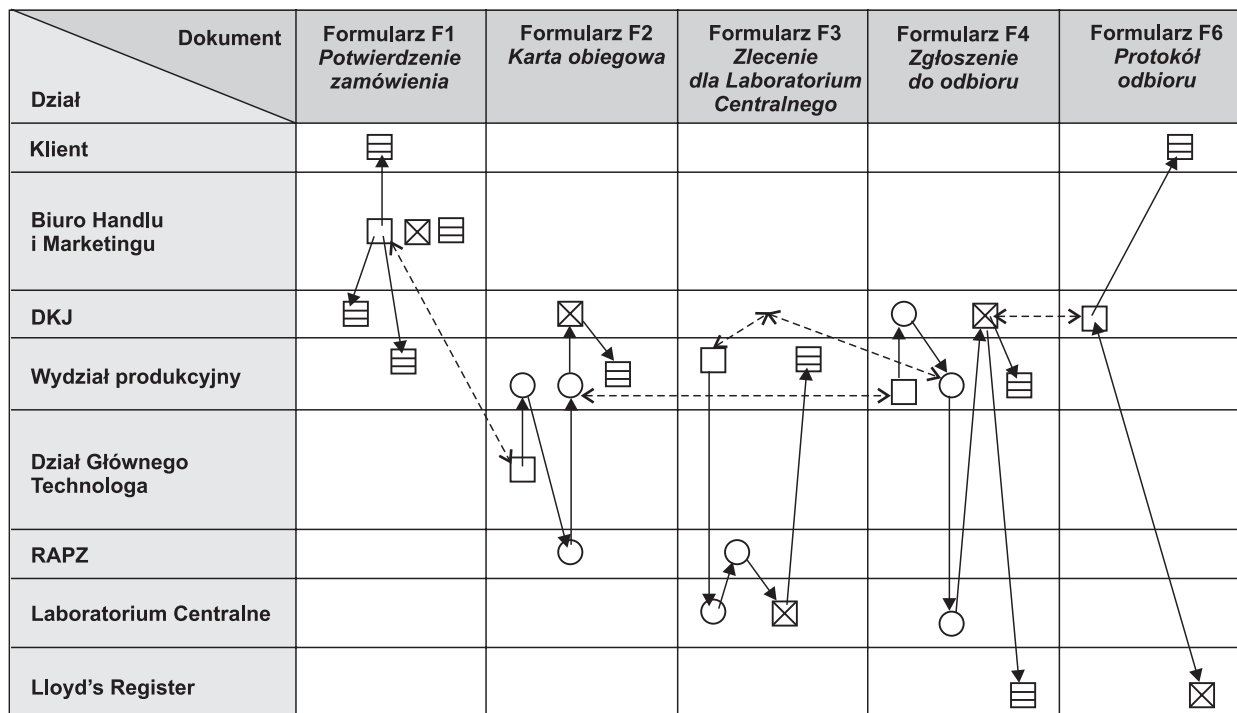 Dokument
Dział
Formularz F1
Potwierdzenie
zamówienia
Formularz F2
Karta obiegowa
Formularz F3
Zlecenie
dla Laboratorium
Centralnego
Formularz F4
Zgłoszenie
do odbioru
Formularz F6
Protokół
odbioru
Klient
Biuro Handlu
i Marketingu
DKJ
Wydział produkcyjny
Dział Głównego
Technologa
RAPZ
Laboratorium Centralne
Lloyd’s Register